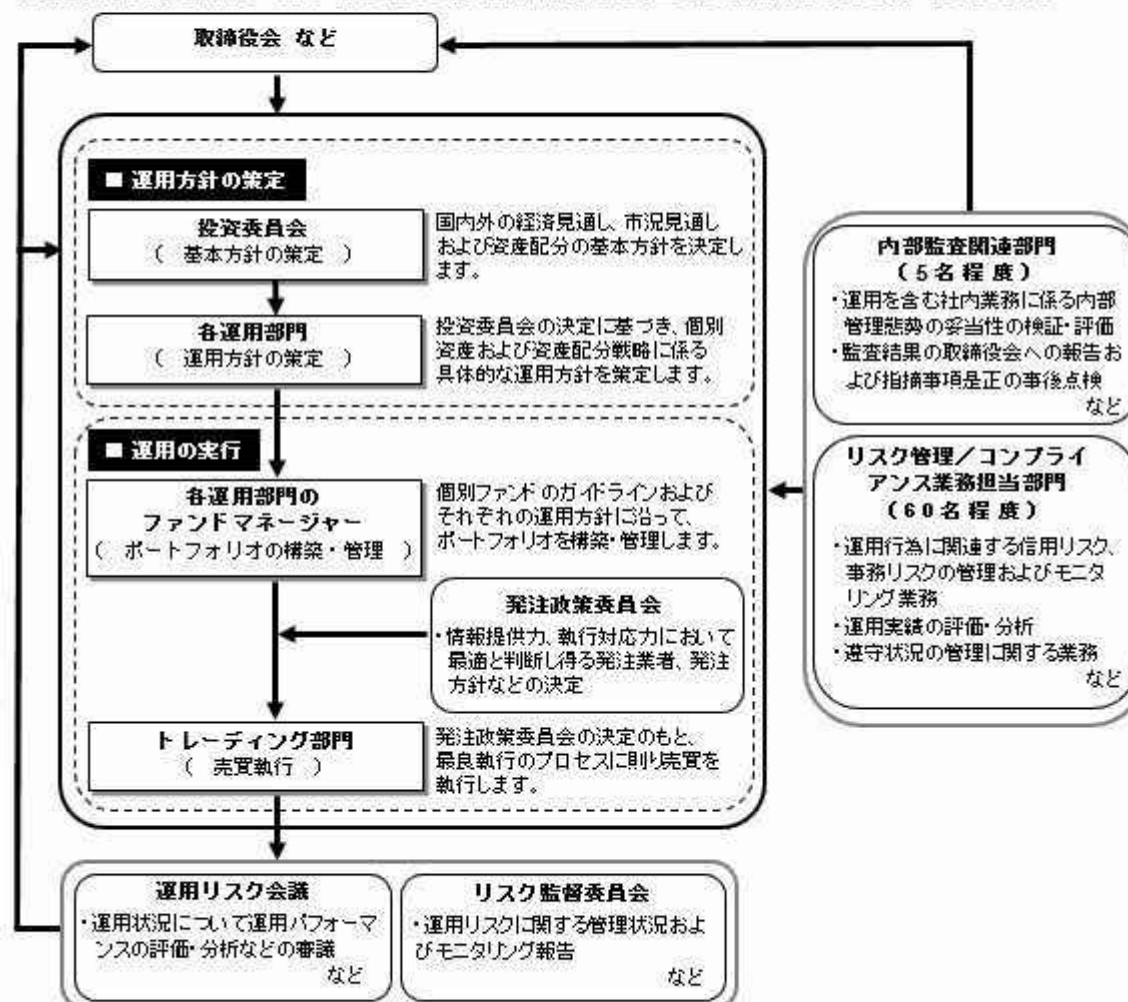 取締役会 など
■ 運用方針の策定
投資委員会
( 基本方針の策定 )
国内外の経済見通し、市況見通し
および資産配分の基本方針を決定し
ます。
各運用部門
( 運用方針の策定 )
投資委員会の決定に基づき、個別
資産および資産配分戦略に係る
具体的な運用方針を策定します。
■ 運用の実行
各運用部門の
ファンドマネージャー
( ポートフォリオの構築・管理 )
個別ファンドのガイドラインおよび
それぞれの運用方針に沿って、
ポートフォリオを構築・管理します。
発注政策委員会
・情報提供力、執行対応力において
最適と判断し得る発注業者、発注
方針などの決定
トレーディング部門
( 売買執行 )
発注政策委員会の決定のもと、
最良執行のプロセスに則り売買を
執行します。
内部監査関連部門
(5名程度)
・運用を含む社内業務に係る内部
管理態勢の妥当性の検証・評価
・監査結果の取締役会への報告お
よび指摘事項是正の事後点検
など
リスク管理/コンプライ
アンス業務担当部門
(60名程度)
・運用行為に関連する信用リスク、
事務リスクの管理およびモニタ
リング業務
・運用実績の評価・分析
・遵守状況の管理に関する業務
など
運用リスク会議
・運用状況について運用パフォーマ
ンスの評価・分析などの審議
など
リスク監督委員会
・運用リスクに関する管理状況およ
びモニタリング報告
など